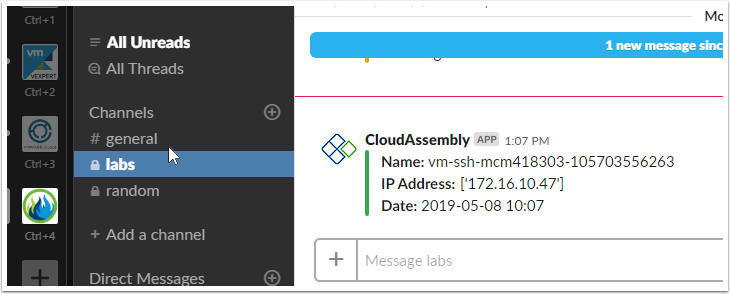 Ctrl+1
vm
VEXPERT
Ctrl+2
Ctrl+3
Ctrl+4
All Unreads
All Threads
Channels
# general
labs
random
+ Add a channel
Direct Messages
Mo
1 new message sinc
CloudAssembly APP 1:07 PM
Name: vm-ssh-mcm418303-105703556263
IP Address: ['172.16.10.47']
Date: 2019-05-08 10:07
Message labs